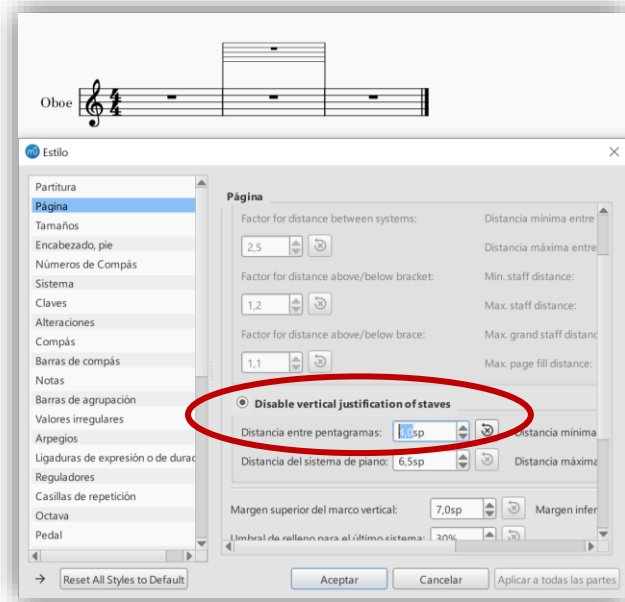 Oboe
Estilo
Partitura
Página
Tamaños
Encabezado, pie
Números de Compás
Sistema
Claves
Alteraciones
Compás
Barras de compás
Notas
Barras de agrupación
Valores irregulares
Arpegios
Ligaduras de expresión o de durac
Reguladores
Casillas de repetición
Octava
Pedal
Página
Factor for distance between systems: Distancia mínima entre
2,5 Distancia máxima entre
Factor for distance above/below bracket: Min. staff distance:
1,2 Max. staff distance:
Factor for distance above/below brace: Max. grand staff distanc
1,1 Max. page fill distance:
Disable vertical justification of staves
Distancia entre pentagramas: sp Distancia mínima
Distancia del sistema de piano: 6,5sp Distancia máxima
Margen superior del marco vertical: 7,0sp Margen infer
Umbral de relleno para el último sistema: 30%
Reset All Styles to Default Aceptar Cancelar Aplicar a todas las partes